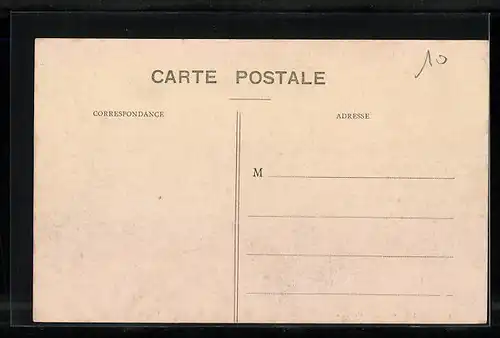 10
CARTE POSTALE
CORRESPONDANCE
ADRESSE
M